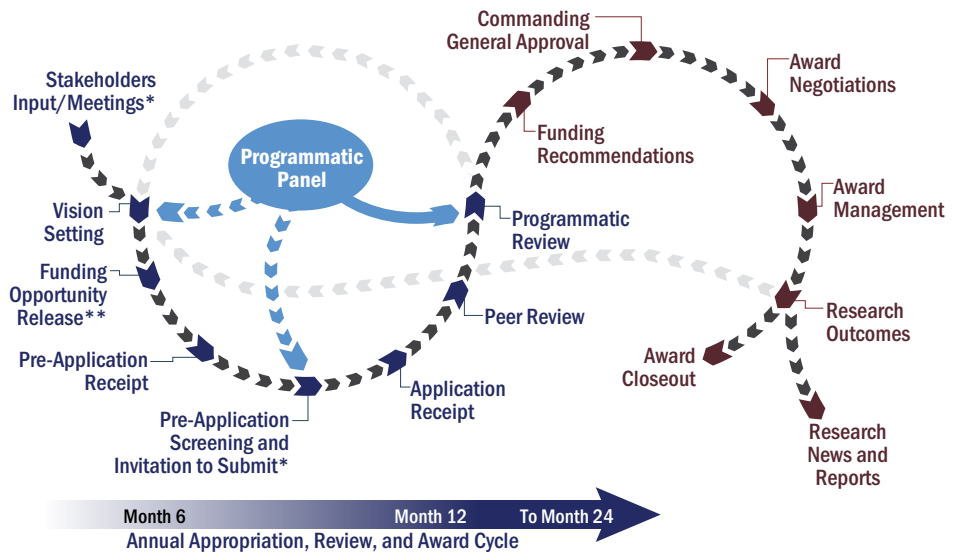 Stakeholders
Input/Meetings*
Vision
Setting
Funding
Opportunity
Release**
Pre-Application
Receipt
Pre-Application
Screening and
Invitation to Submit*
Application
Receipt
Peer Review
Programmatic
Review
Programmatic
Panel
Funding
Recommendations
Commanding
General Approval
Award
Negotiations
Award
Management
Research
Outcomes
Award
Closeout
Research
News and
Reports
Month 6
Month 12
To Month 24
Annual Appropriation, Review, and Award Cycle